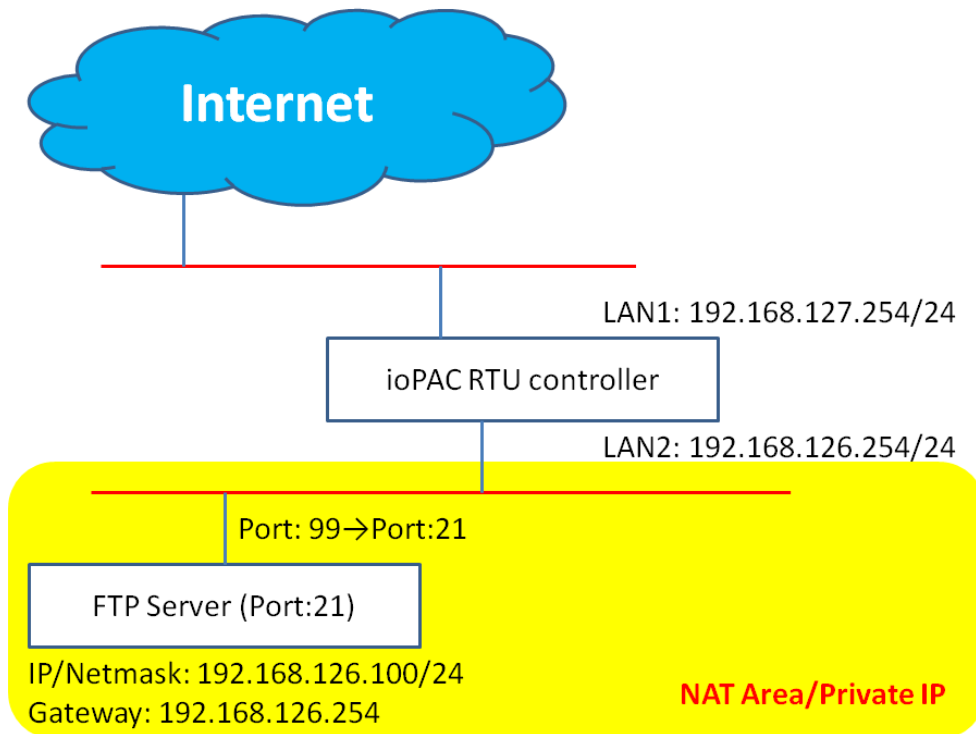 Internet
LAN1: 192.168.127.254/24
ioPAC RTU controller
LAN2: 192.168.126.254/24
Port: 99→Port:21
FTP Server (Port:21)
IP/Netmask: 192.168.126.100/24
Gateway: 192.168.126.254
NAT Area/Private IP